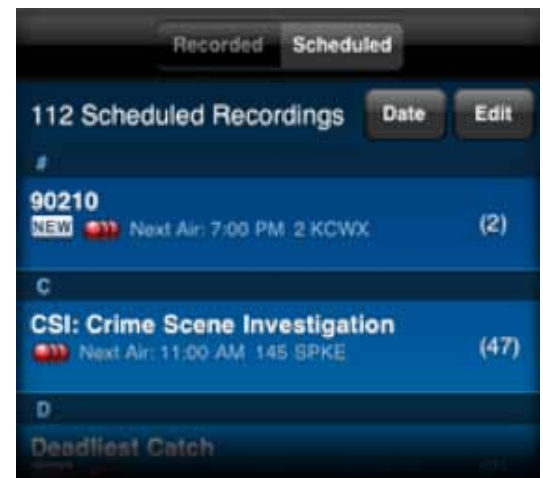 Recorded Scheduled
112 Scheduled Recordings Date Edit
#
90210
NEW Next Air: 7:00 PM 2 KCWX (2)
C
CSI: Crime Scene Investigation
Next Air: 11:00 AM 145 SPKE (47)
D
Deadliest Catch